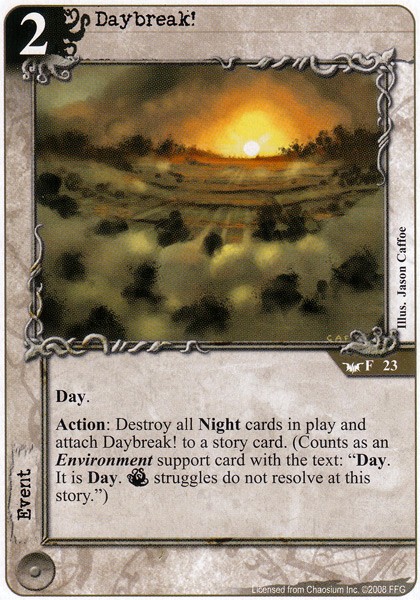 2
Daybreak!
Illus. Jason Caffoe
CAF
F 23
Day.
Action: Destroy all Night cards in play and
attach Daybreak! to a story card. (Counts as an
Environment support card with the text: “Day.
It is Day. struggles do not resolve at this
story.”)
Event
Licensed from Chaosium Inc. ©2008 FFG